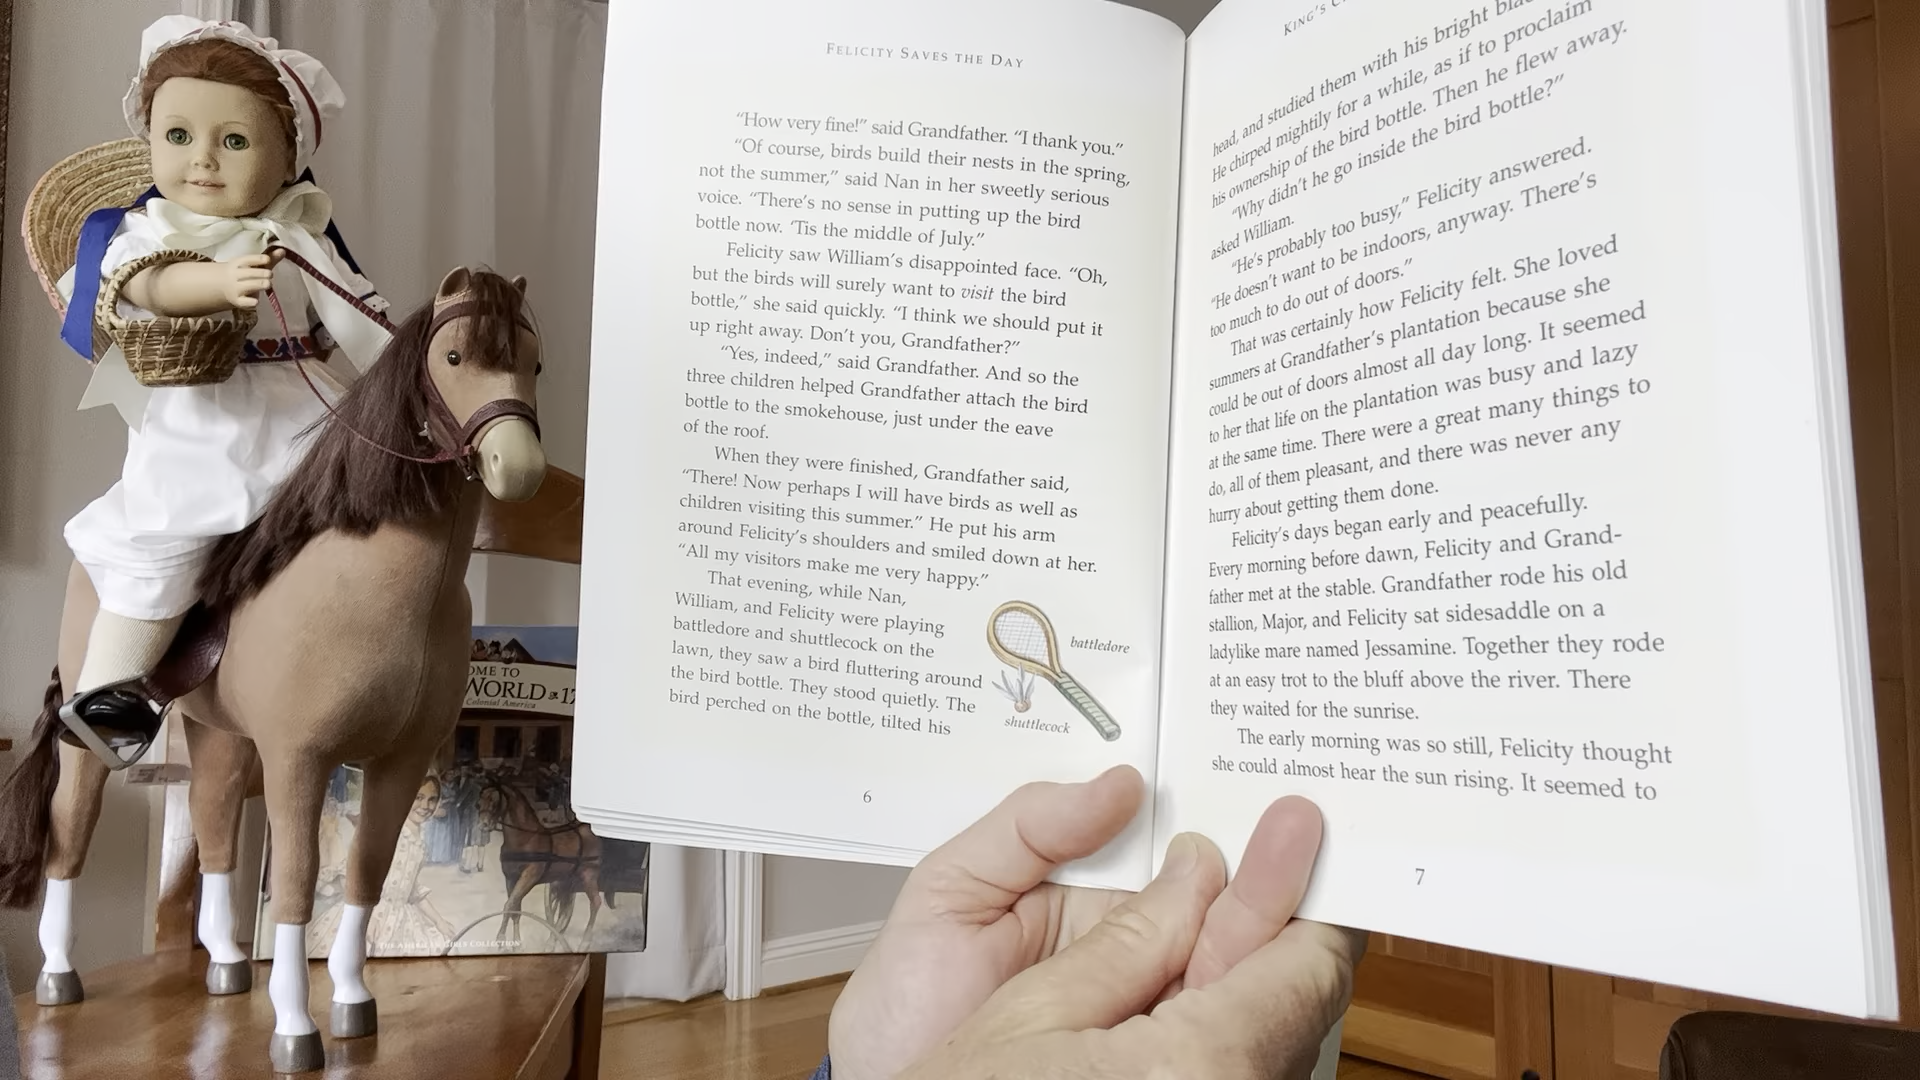 FELICITY SAVES THE DAY
"How very fine!" said Grandfather. "I thank you."
"Of course, birds build their nests in the spring,
not the summer," said Nan in her sweetly serious
voice. "There's no sense in putting up the bird
bottle now. 'Tis the middle of July."
Felicity saw William's disappointed face. "Oh,
but the birds will surely want to visit the bird
bottle," she said quickly. "I think we should put it
up right away. Don't you, Grandfather?"
"Yes, indeed," said Grandfather. And so the
three children helped Grandfather attach the bird
bottle to the smokehouse, just under the eave
of the roof.
When they were finished, Grandfather said,
"There! Now perhaps I will have birds as well as
children visiting this summer." He put his arm
around Felicity's shoulders and smiled down at her.
"All my visitors make me very happy."
That evening, while Nan,
William, and Felicity were playing
battledore and shuttlecock on the
lawn, they saw a bird fluttering around
the bird bottle. They stood quietly. The
bird perched on the bottle, tilted his
battledore
shuttlecock
6
KING'S
head, and studied them with his bright
He chirped mightily for a while, as if to proclaim
his ownership of the bird bottle. Then he flew away.
"Why didn't he go inside the bird bottle?"
asked William.
"He's probably too busy," Felicity answered.
"He doesn't want to be indoors, anyway. There's
too much to do out of doors."
That was certainly how Felicity felt. She loved
summers at Grandfather's plantation because she
could be out of doors almost all day long. It seemed
to her that life on the plantation was busy and lazy
at the same time. There were a great many things to
do, all of them pleasant, and there was never any
hurry about getting them done.
Felicity's days began early and peacefully.
Every morning before dawn, Felicity and Grand-
father met at the stable. Grandfather rode his old
stallion, Major, and Felicity sat sidesaddle on a
ladylike mare named Jessamine. Together they rode
at an easy trot to the bluff above the river. There
they waited for the sunrise.
The early morning was so still, Felicity thought
she could almost hear the sun rising. It seemed to
7
OME TO
WORLD 17
Colonial America
THE AMERICAN GIRLS COLLECTION